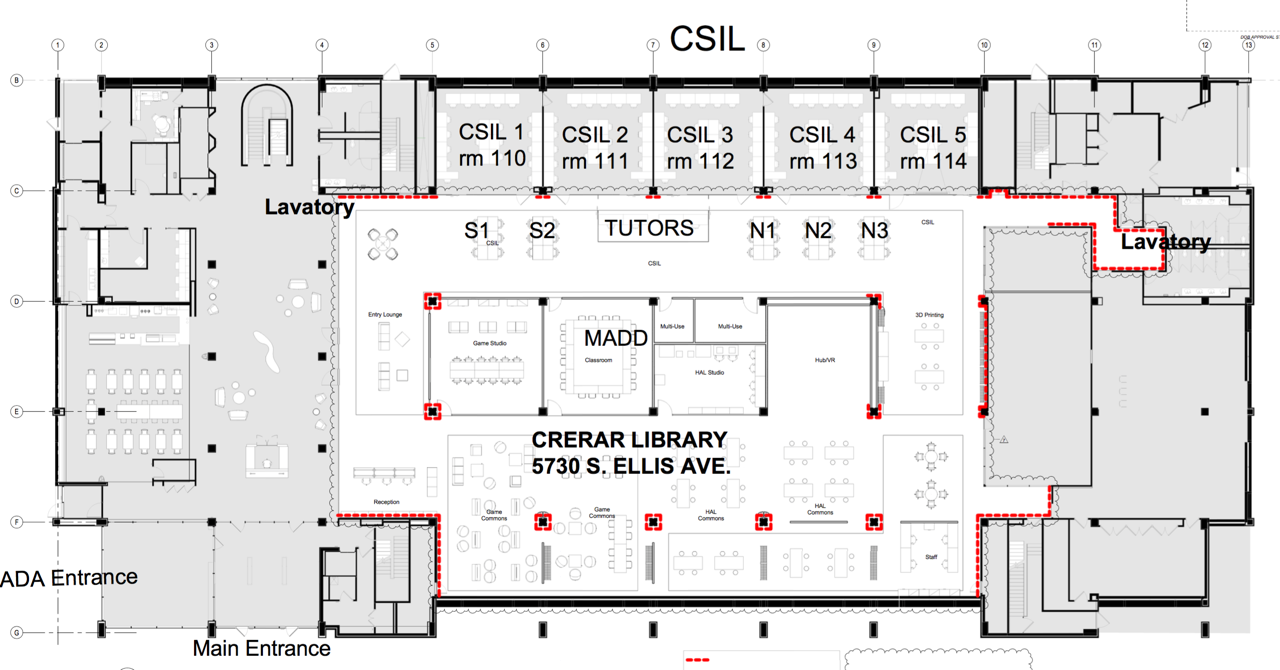 CSIL
DOB APPROVAL ST
1 2 3 4 5 6 7 8 9 10 11 12 13
B
CSIL 1 CSIL 2 CSIL 3 CSIL 4 CSIL 5
rm 110 rm 111 rm 112 rm 113 rm 114
C
Lavatory
S1 S2 TUTORS N1 N2 N3 CSIL
CSIL
Lavatory
CSIL
D
Entry Lounge
Game Studio
MADD
Classroom
Multi-Use
Multi-Use
HAL Studio
Hub/VR
3D Printing
E
CRERAR LIBRARY
5730 S. ELLIS AVE.
Reception
Game
Commons
Game
Commons
HAL
Commons
HAL
Commons
F
Staff
ADA Entrance
G
Main Entrance